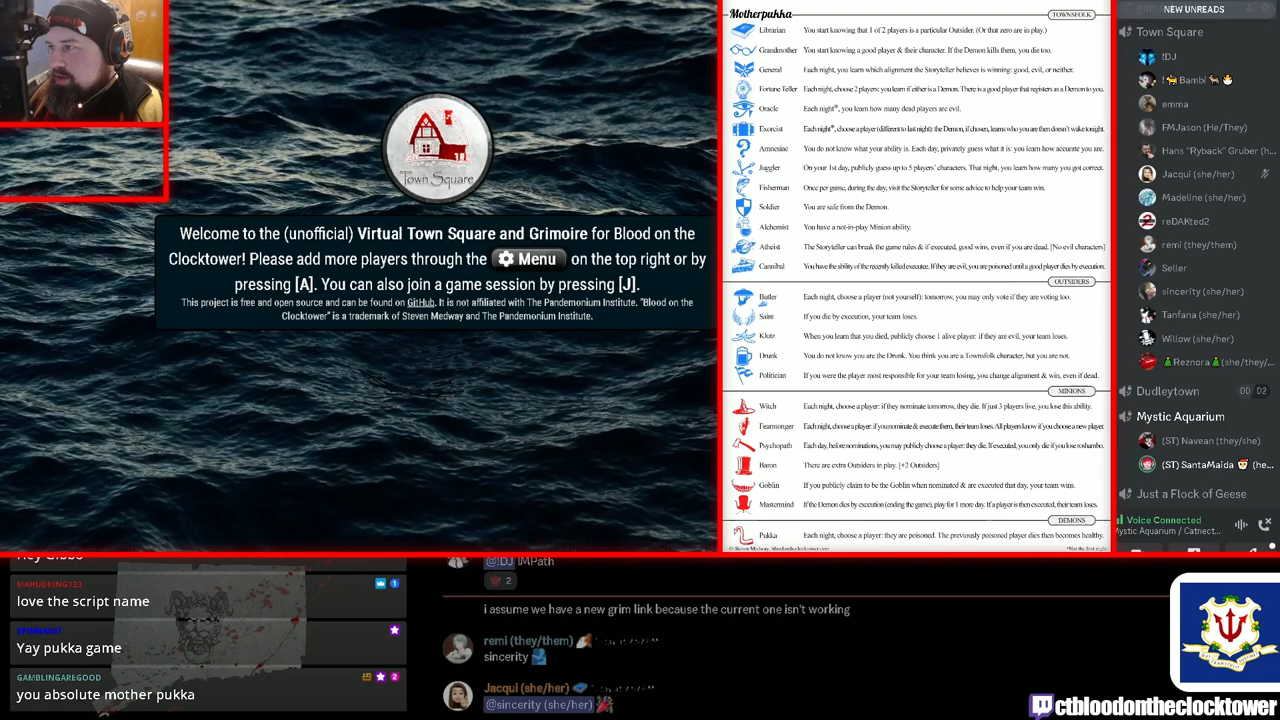 Town Square
Welcome to the (unofficial) Virtual Town Square and Grimoire for Blood on the
Clocktower! Please add more players through the Menu on the top right or by
pressing [A]. You can also join a game session by pressing [J].
This project is free and open source and can be found on GitHub. It is not affiliated with The Pandemonium Institute. "Blood on the
Clocktower" is a trademark of Steven Medway and The Pandemonium Institute.
Motherpukka
TOWNSFOLK
Librarian You start knowing that 1 of 2 players is a particular Outsider. (Or that zero are in play.)
Grandmother You start knowing a good player & their character. If the Demon kills them, you die too.
General Each night, you learn which alignment the Storyteller believes is winning: good, evil, or neither.
Fortune Teller Each night, choose 2 players: you learn if either is a Demon. There is a good player that registers as a Demon to you.
Oracle Each night*, you learn how many dead players are evil.
Exorcist Each night*, choose a player (different to last night): the Demon, if chosen, learns who you are then doesn't wake tonight.
Amnesiac You do not know what your ability is. Each day, privately guess what it is: you learn how accurate you are.
Juggler On your 1st day, publicly guess up to 5 players' characters. That night, you learn how many you got correct.
Fisherman Once per game, during the day, visit the Storyteller for some advice to help your team win.
Soldier You are safe from the Demon.
Alchemist You have a not-in-play Minion ability.
Atheist The Storyteller can break the game rules & if executed, good wins, even if you are dead. [No evil characters]
Cannibal You have the ability of the recently killed executee. If they are evil, you are poisoned until a good player dies by execution.
OUTSIDERS
Butler Each night, choose a player (not yourself): tomorrow, you may only vote if they are voting too.
Saint If you die by execution, your team loses.
Klutz When you learn that you died, publicly choose 1 alive player: if they are evil, your team loses.
Drunk You do not know you are the Drunk. You think you are a Townsfolk character, but you are not.
Politician If you were the player most responsible for your team losing, you change alignment & win, even if dead.
MINIONS
Witch Each night, choose a player: if they nominate tomorrow, they die. If just 3 players live, you lose this ability.
Fearmonger Each night, choose a player: if you nominate & execute them, their team loses. All players know if you choose a new player.
Psychopath Each day, before nominations, you may publicly choose a player: they die. If executed, you only die if you lose roshambo.
Baron There are extra Outsiders in play. [+2 Outsiders]
Goblin If you publicly claim to be the Goblin when nominated & are executed that day, your team wins.
Mastermind If the Demon dies by execution (ending the game), play for 1 more day. If a player is then executed, their team loses.
DEMONS
Pukka Each night, choose a player: they are poisoned. The previously poisoned player dies then becomes healthy.
© Steven Medway, bloodontheclocktower.com
*Not the first night
NEW UNREADS
Town Square
!DJ
Bambi
emma
FMJason (He/They)
Hans "Ryback" Gruber (h...
Jacqui (she/her)
Madeline (she/her)
reDakted2
remi (they/them)
Seller
sincerity (she/her)
Tanfana (she/her)
Willow (she/her)
Reznora (she/they/...
Dudleytown 00 02
Mystic Aquarium
(ST) Navean (they/she)
(ST) SantaMaida (he...
Just a Flock of Geese
Voice Connected
Mystic Aquarium / Catnect...
Hey Gibbo
MAHUDKING123
love the script name
Yay pukka game
GAMBLINGAREGOOD
you absolute mother pukka
@!DJ IMPath
2
i assume we have a new grim link because the current one isn't working
remi (they/them)
sincerity
Jacqui (she/her)
@sincerity (she/her)
ctbloodontheclocktower